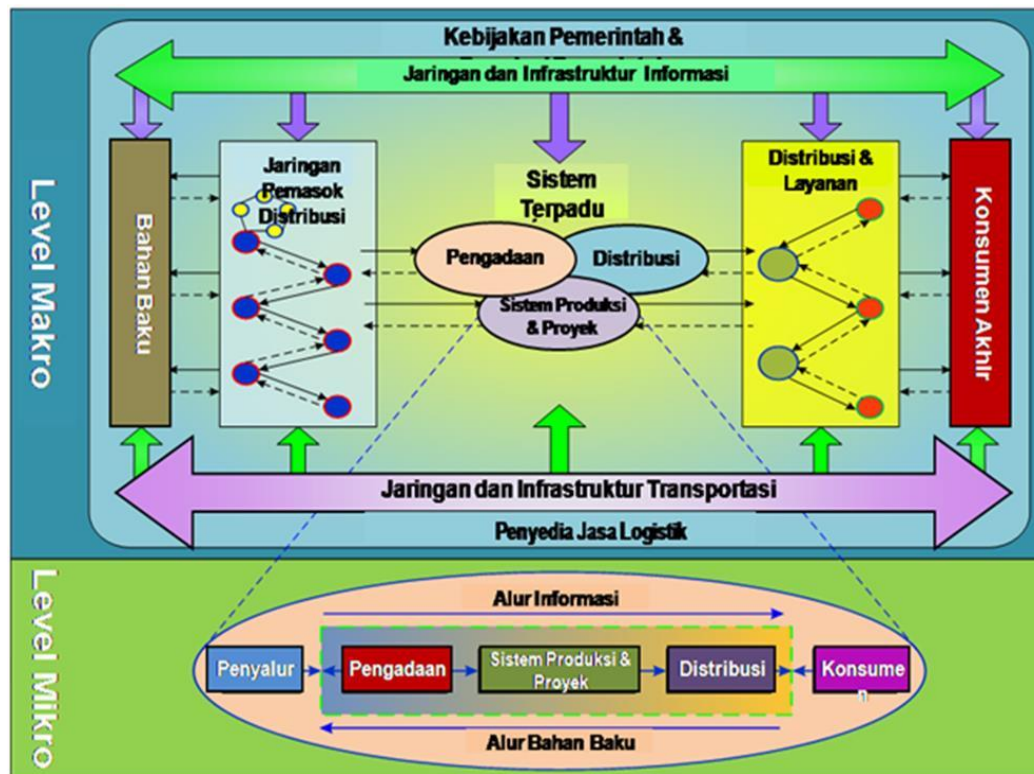 Kebijakan Pemerintah &
Jaringan dan Infrastruktur Informasi
Level Makro
Bahan Baku
Jaringan
Pemasok
Distribusi
Sistem
Terpadu
Pengadaan
Distribusi
Sistem Produksi
& Proyek
Distribusi &
Layanan
Konsumen Akhir
Jaringan dan Infrastruktur Transportasi
Penyedia Jasa Logistik
Level Mikro
Alur Informasi
Penyalur
Pengadaan
Sistem Produksi &
Proyek
Distribusi
Konsume
n
Alur Bahan Baku